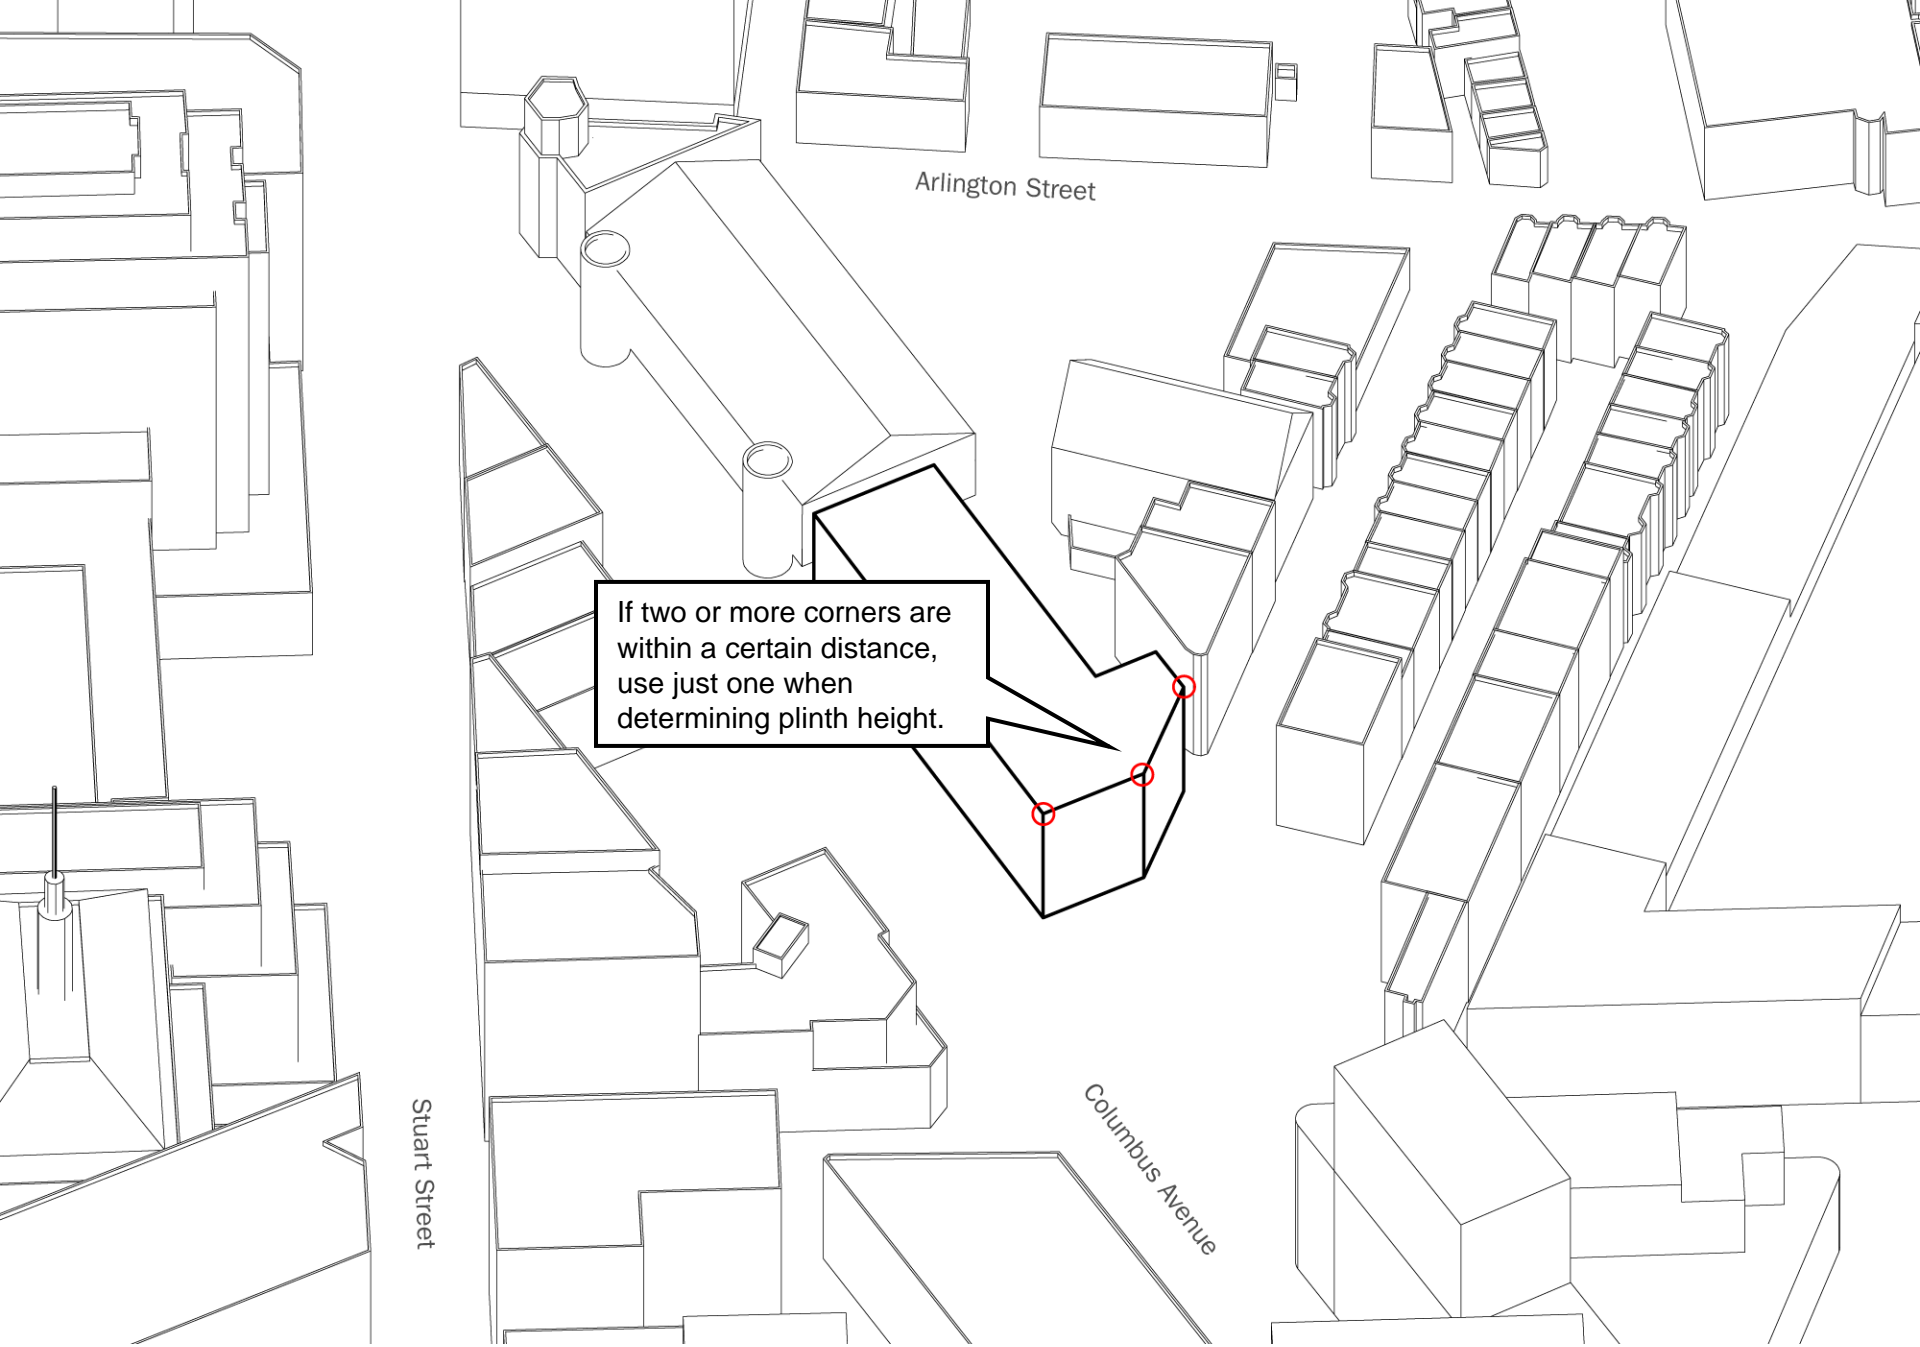 Arlington Street
If two or more corners are
within a certain distance,
use just one when
determining plinth height.
Stuart Street
Columbus Avenue